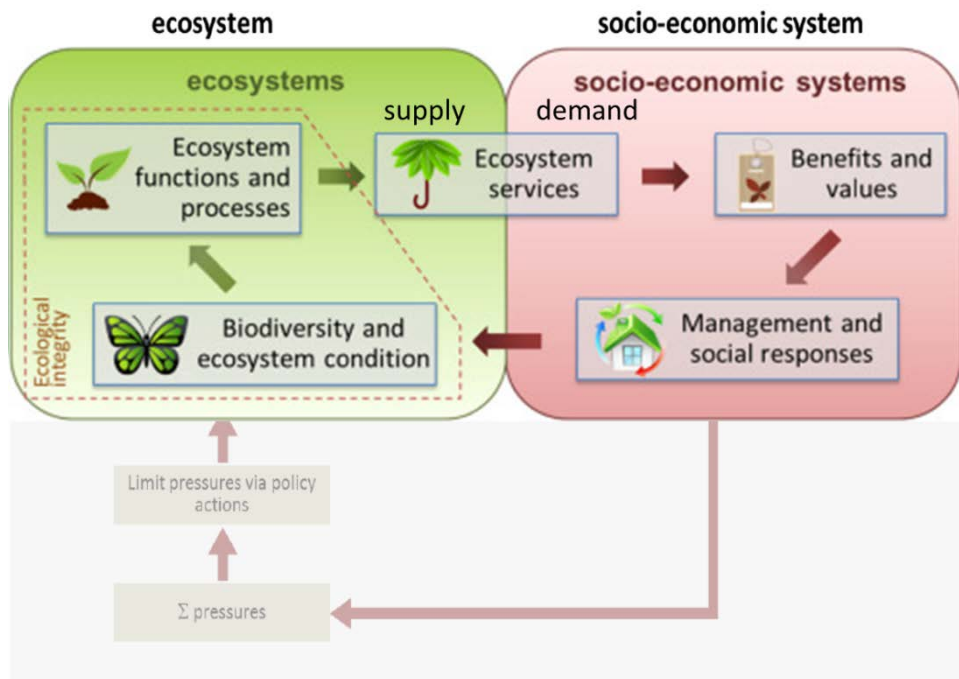 ecosystem
socio-economic system
ecosystems
socio-economic systems
supply
demand
Ecosystem
functions and
processes
Ecosystem
services
Benefits and
values
Ecological
integrity
Biodiversity and
ecosystem condition
Management and
social responses
Limit pressures via policy
actions
Σ pressures